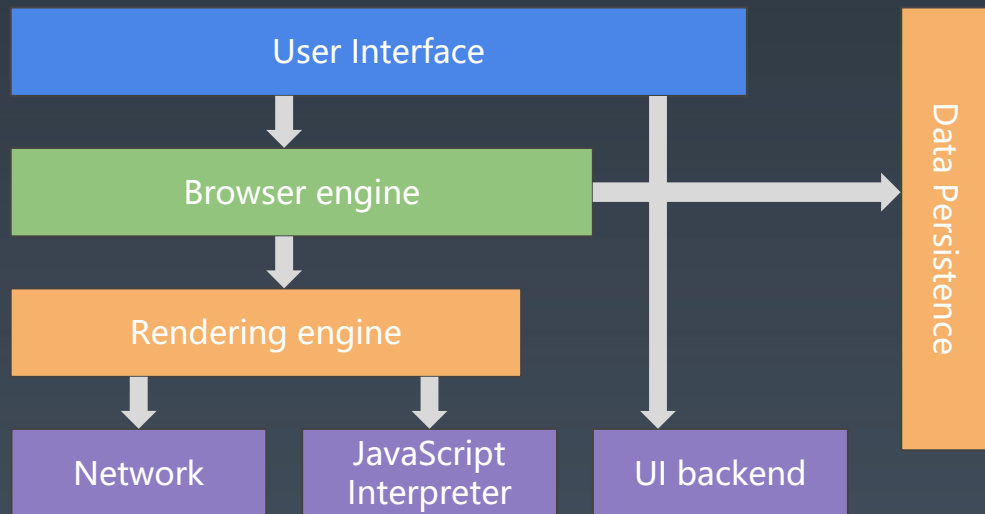 User Interface
Browser engine
Data Persistence
Rendering engine
Network
JavaScript
Interpreter
UI backend